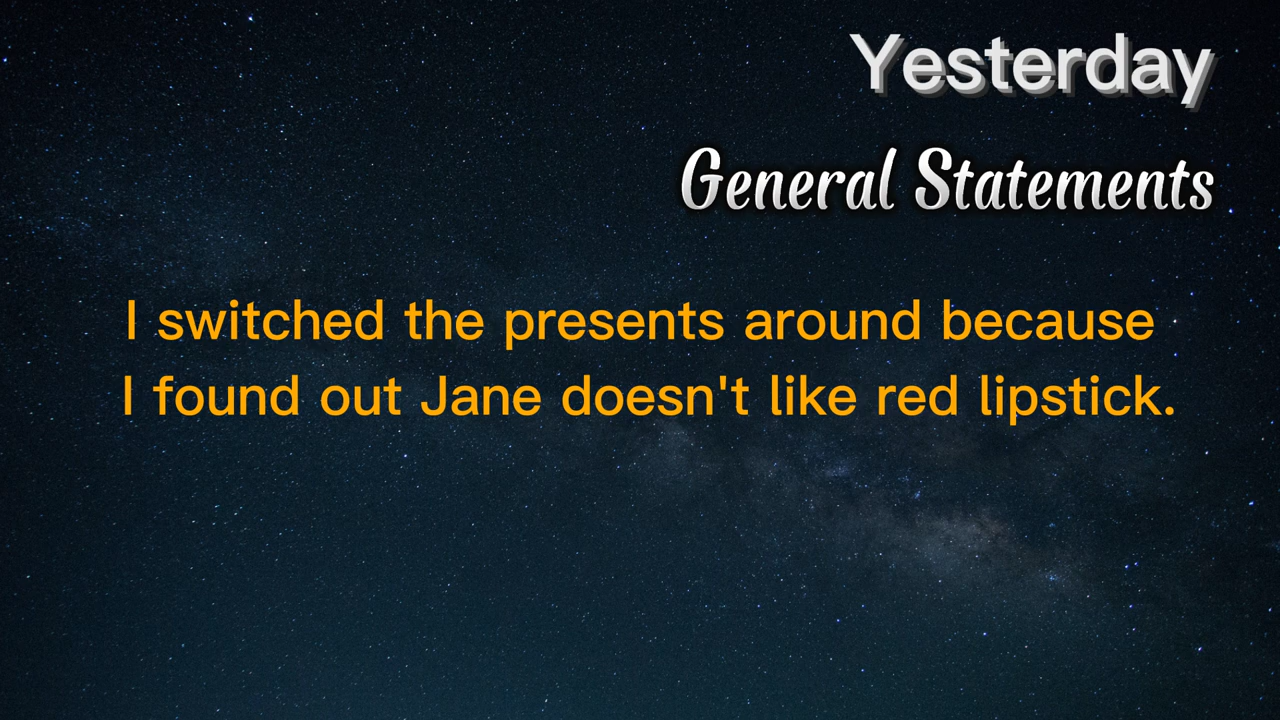 Yesterday
General Statements
I switched the presents around because
I found out Jane doesn't like red lipstick.